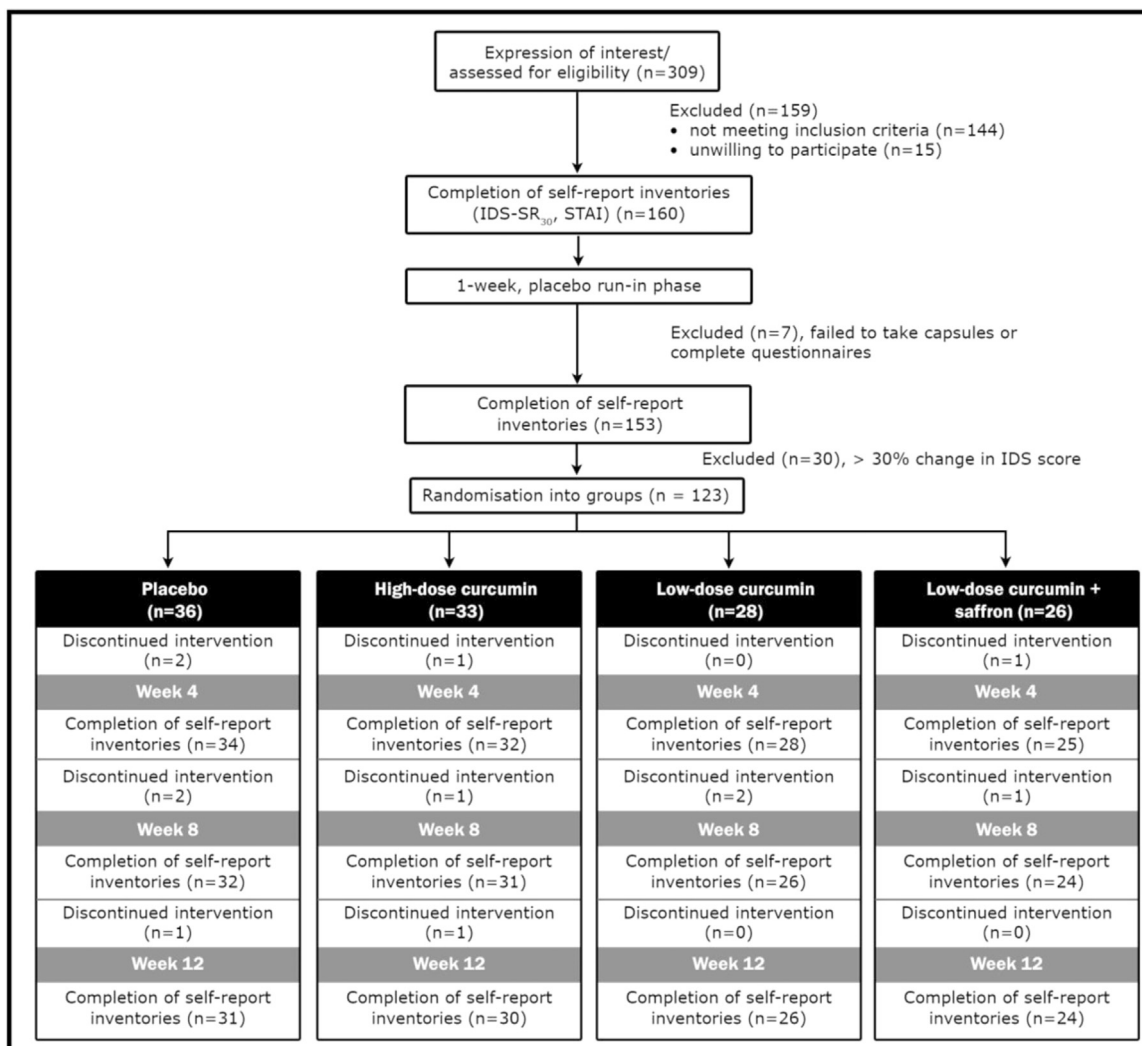 Expression of interest/
assessed for eligibility (n=309)
Excluded (n=159)
• not meeting inclusion criteria (n=144)
• unwilling to participate (n=15)
Completion of self-report inventories
(IDS-SR30, STAI) (n=160)
1-week, placebo run-in phase
Excluded (n=7), failed to take capsules or
complete questionnaires
Completion of self-report
inventories (n=153)
Excluded (n=30), > 30% change in IDS score
Randomisation into groups (n = 123)
Placebo
(n=36)
Discontinued intervention
(n=2)
Week 4
Completion of self-report
inventories (n=34)
Discontinued intervention
(n=2)
Week 8
Completion of self-report
inventories (n=32)
Discontinued intervention
(n=1)
Week 12
Completion of self-report
inventories (n=31)
High-dose curcumin
(n=33)
Discontinued intervention
(n=1)
Week 4
Completion of self-report
inventories (n=32)
Discontinued intervention
(n=1)
Week 8
Completion of self-report
inventories (n=31)
Discontinued intervention
(n=1)
Week 12
Completion of self-report
inventories (n=30)
Low-dose curcumin
(n=28)
Discontinued intervention
(n=0)
Week 4
Completion of self-report
inventories (n=28)
Discontinued intervention
(n=2)
Week 8
Completion of self-report
inventories (n=26)
Discontinued intervention
(n=0)
Week 12
Completion of self-report
inventories (n=26)
Low-dose curcumin +
saffron (n=26)
Discontinued intervention
(n=1)
Week 4
Completion of self-report
inventories (n=25)
Discontinued intervention
(n=1)
Week 8
Completion of self-report
inventories (n=24)
Discontinued intervention
(n=0)
Week 12
Completion of self-report
inventories (n=24)